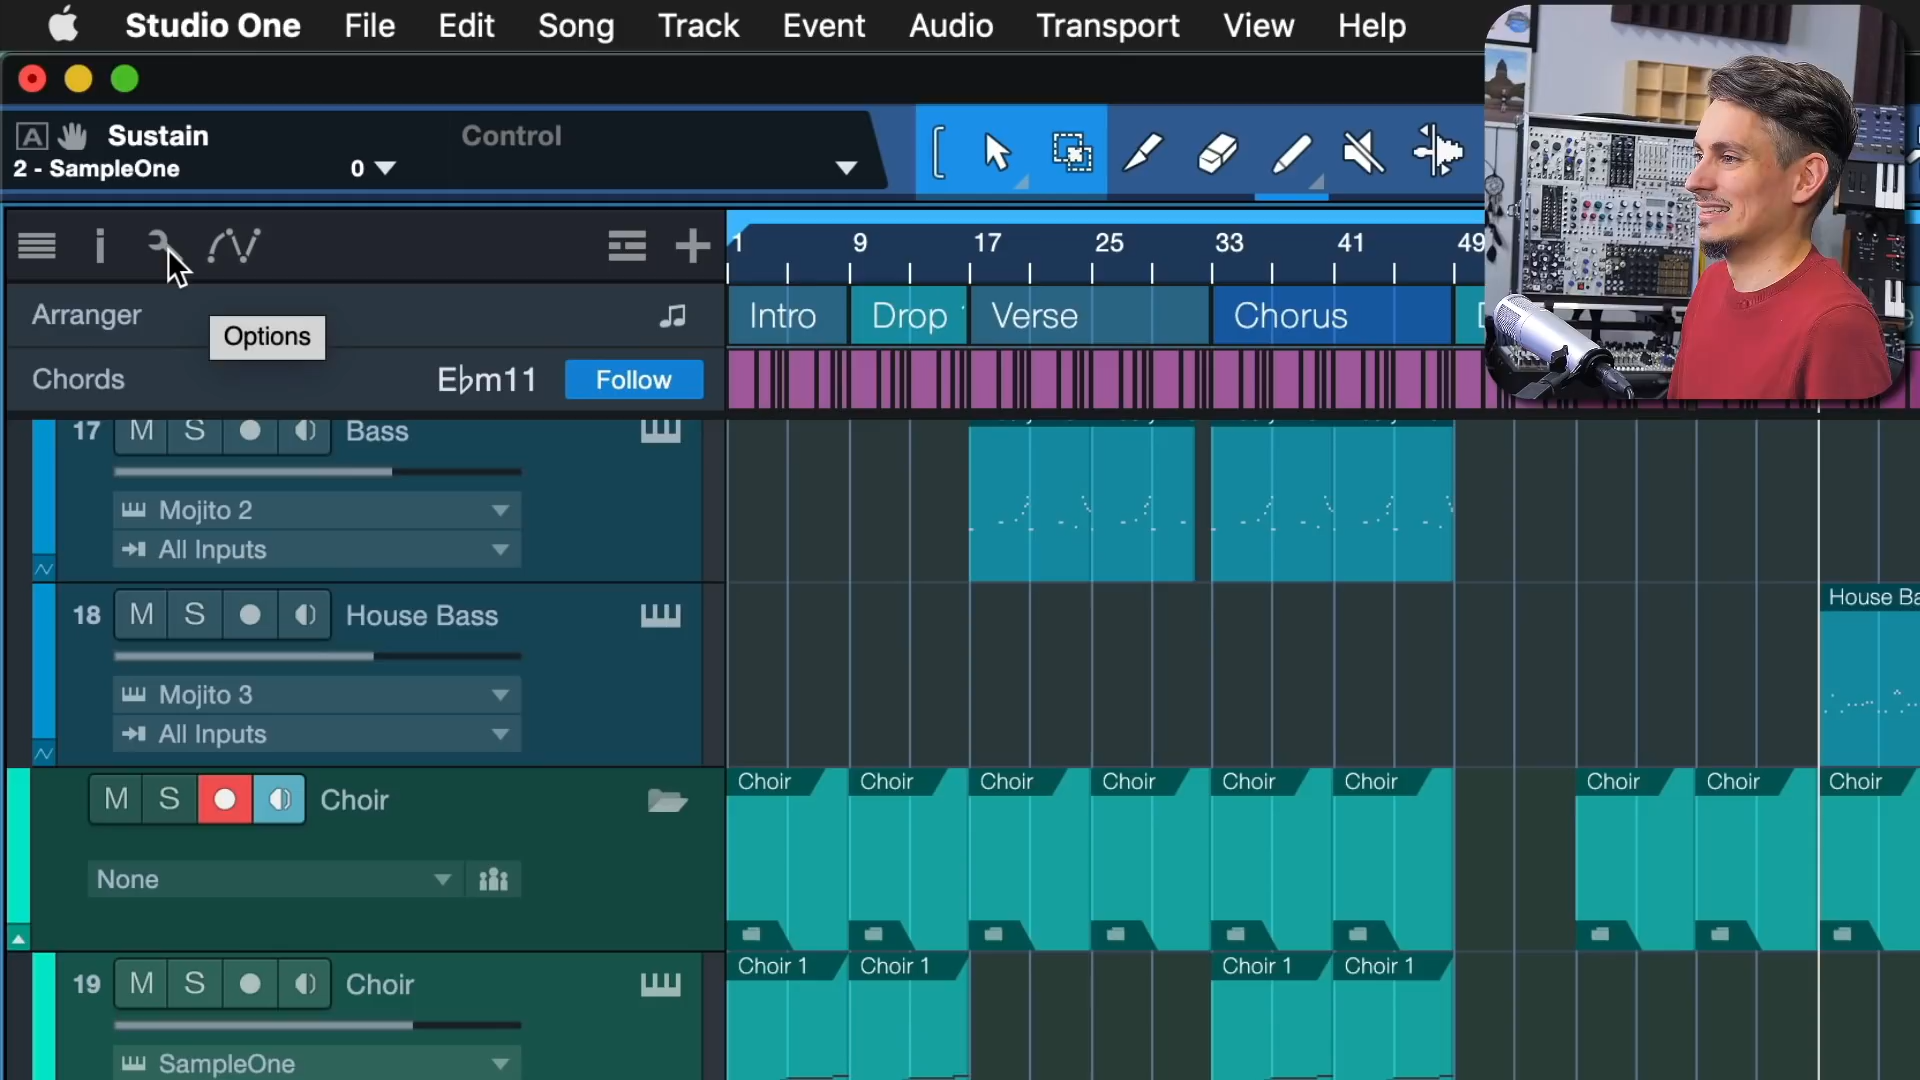 Studio One File Edit Song Track Event Audio Transport View Help
A Sustain Control
2 - SampleOne 0
i
1 9 17 25 33 41 49
Arranger Intro Drop Verse Chorus
Options
Chords E♭m11 Follow
17 M S Bass
Mojito 2
All Inputs
18 M S House Bass
House Ba
Mojito 3
All Inputs
M S Choir
Choir Choir Choir Choir Choir Choir Choir Choir Choir
None
19 M S Choir
Choir 1 Choir 1 Choir 1 Choir 1
SampleOne